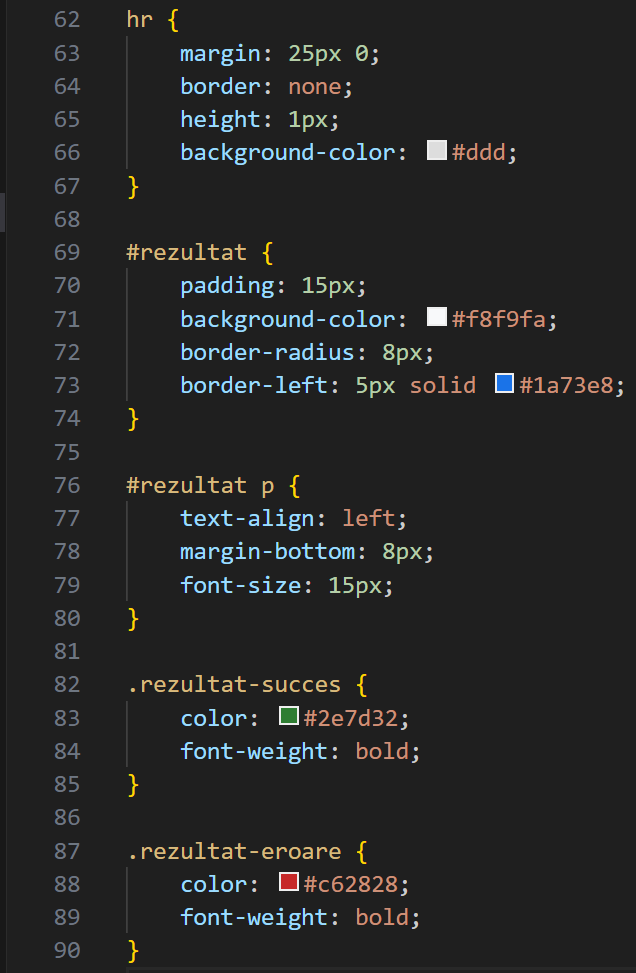 62 hr {
63     margin: 25px 0;
64     border: none;
65     height: 1px;
66     background-color: #ddd;
67 }
68
69 #rezultat {
70     padding: 15px;
71     background-color: #f8f9fa;
72     border-radius: 8px;
73     border-left: 5px solid #1a73e8;
74 }
75
76 #rezultat p {
77     text-align: left;
78     margin-bottom: 8px;
79     font-size: 15px;
80 }
81
82 .rezultat-succes {
83     color: #2e7d32;
84     font-weight: bold;
85 }
86
87 .rezultat-eroare {
88     color: #c62828;
89     font-weight: bold;
90 }